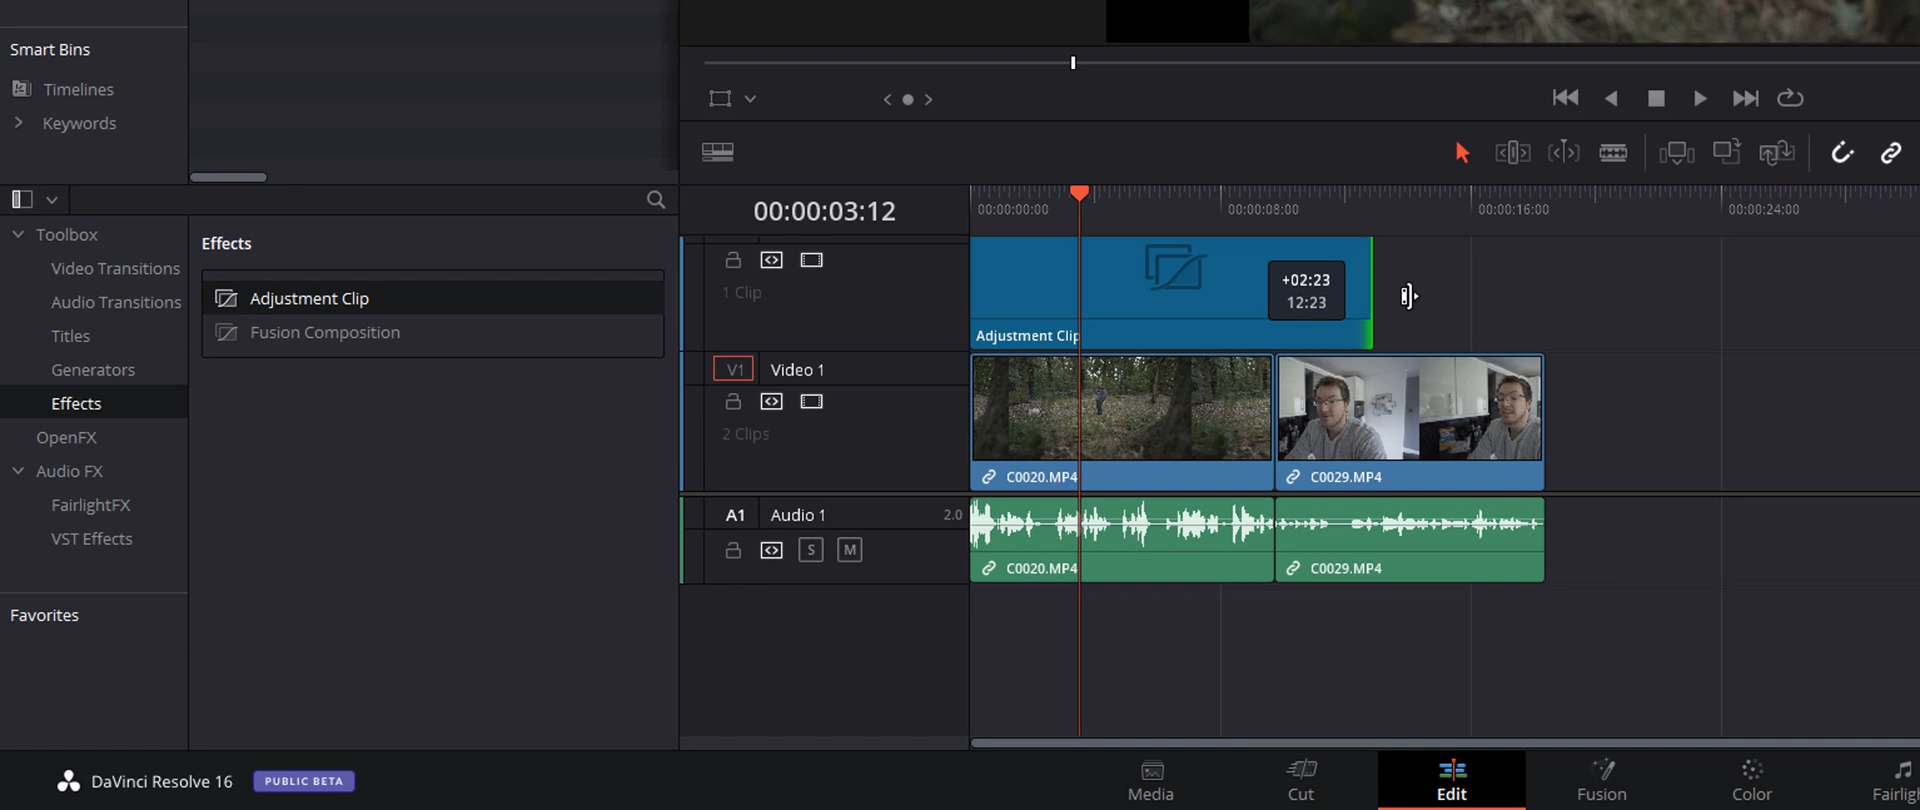 Smart Bins
Timelines
Keywords
00:00:03:12
00:00:00:00
00:00:08:00
00:00:16:00
00:00:24:00
Toolbox
Video Transitions
Audio Transitions
Titles
Generators
Effects
OpenFX
Audio FX
FairlightFX
VST Effects
Favorites
Effects
Adjustment Clip
Fusion Composition
1 Clip
+02:23
12:23
Adjustment Clip
V1 Video 1
2 Clips
C0020.MP4
C0029.MP4
A1 Audio 1 2.0
S M
C0020.MP4
C0029.MP4
DaVinci Resolve 16 PUBLIC BETA
Media
Cut
Edit
Fusion
Color
Fairligh